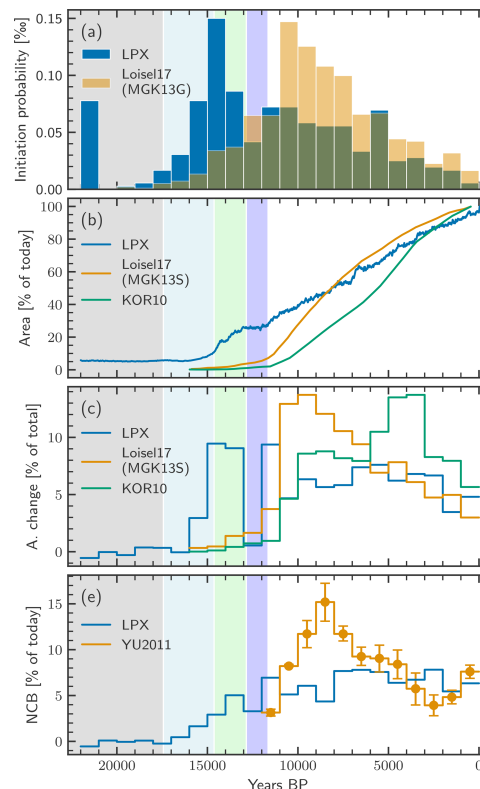 (a)
LPX
Loisel17
(MGK13G)
Initiation probability [‰]
0.15
0.10
0.05
0.00
(b)
LPX
Loisel17
(MGK13S)
KOR10
Area [% of today]
100
80
60
40
20
0
(c)
LPX
Loisel17
(MGK13S)
KOR10
A. change [% of total]
10
5
0
(e)
LPX
YU2011
NCB [% of today]
15
10
5
0
20000 15000 10000 5000 0
Years BP